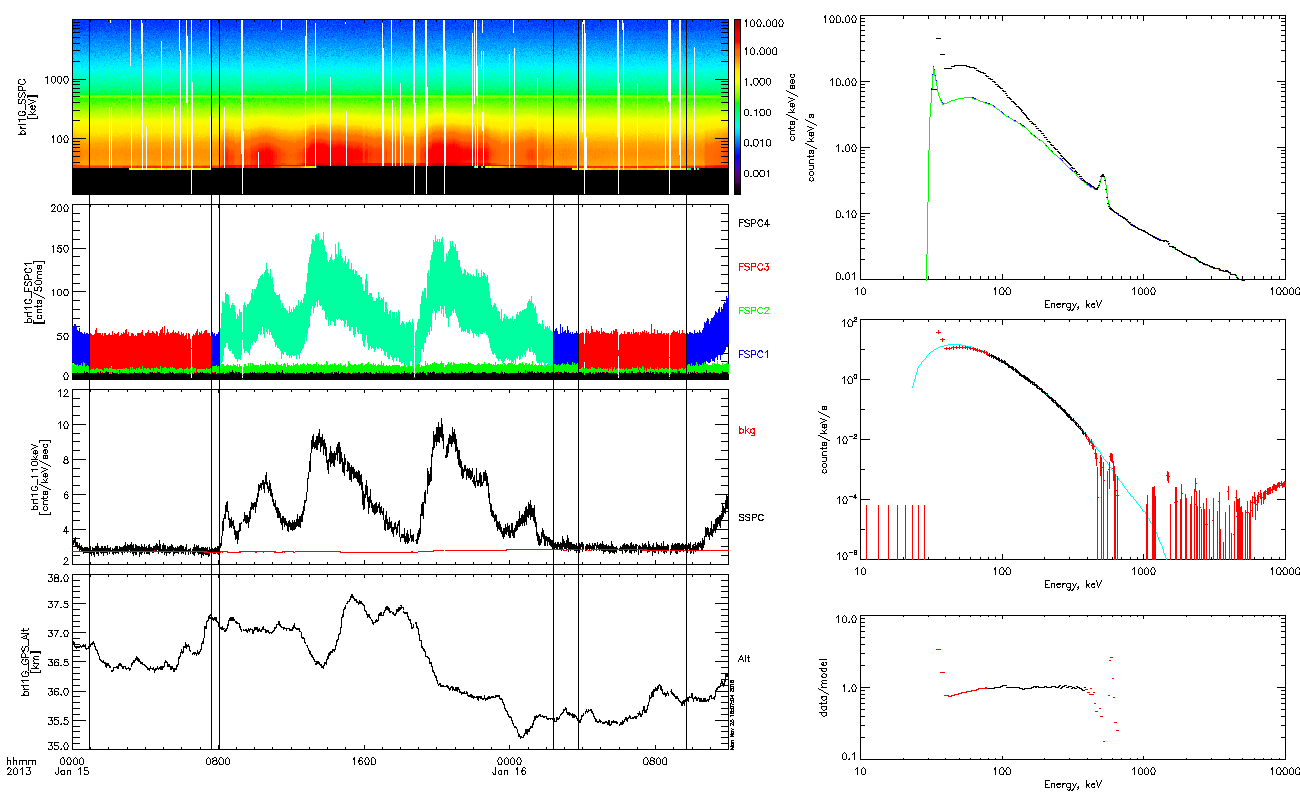 brl1G_SSPC
[keV]
1000
100
100.000
10.000
1.000
0.100
0.010
0.001
cnts/keV/sec
brl1G_FSPC1
[cnts/50ms]
200
150
100
50
0
FSPC4
FSPC3
FSPC2
FSPC1
brl1G_110keV
[cnts/keV/sec]
12
10
8
6
4
2
bkg
SSPC
brl1G_GPS_Alt
[km]
38.0
37.5
37.0
36.5
36.0
35.5
35.0
Alt
hhmm
2013
0000
Jan 15
0800
1600
0000
Jan 16
0800
counts/keV/s
100.00
10.00
1.00
0.10
0.01
10
100
1000
10000
Energy, keV
counts/keV/s
10²
10⁰
10⁻²
10⁻⁴
10⁻⁶
10
100
1000
10000
Energy, keV
data/model
10.0
1.0
0.1
10
100
1000
10000
Energy, keV